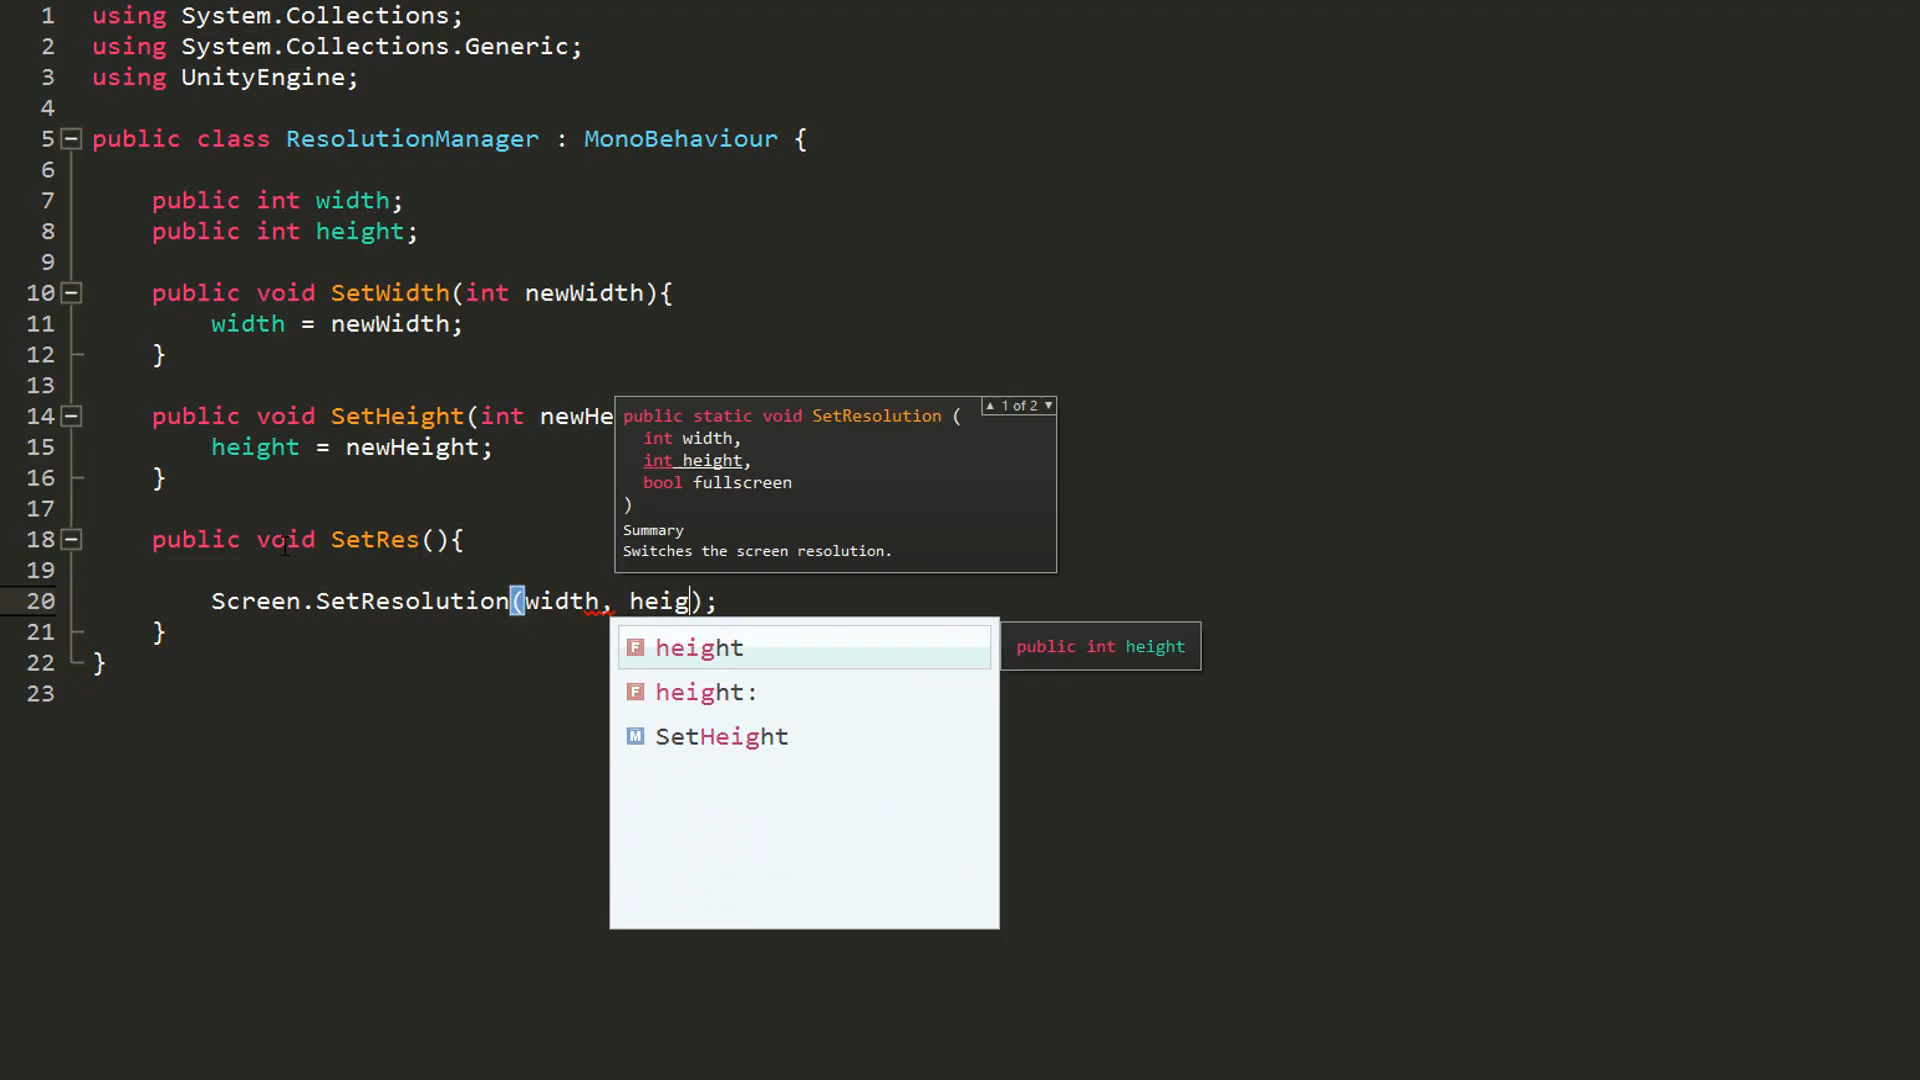 1 using System.Collections;
2 using System.Collections.Generic;
3 using UnityEngine;
4
5 public class ResolutionManager : MonoBehaviour {
6
7 public int width;
8 public int height;
9
10 public void SetWidth(int newWidth){
11 width = newWidth;
12 }
13
14 public void SetHeight(int newHe
15 height = newHeight;
16 }
17
18 public void SetRes(){
19
20 Screen.SetResolution(width, heig);
21 }
22 }
23
▲ 1 of 2 ▼
public static void SetResolution (
int width,
int height,
bool fullscreen
)
Summary
Switches the screen resolution.
F height
F height:
M SetHeight
public int height